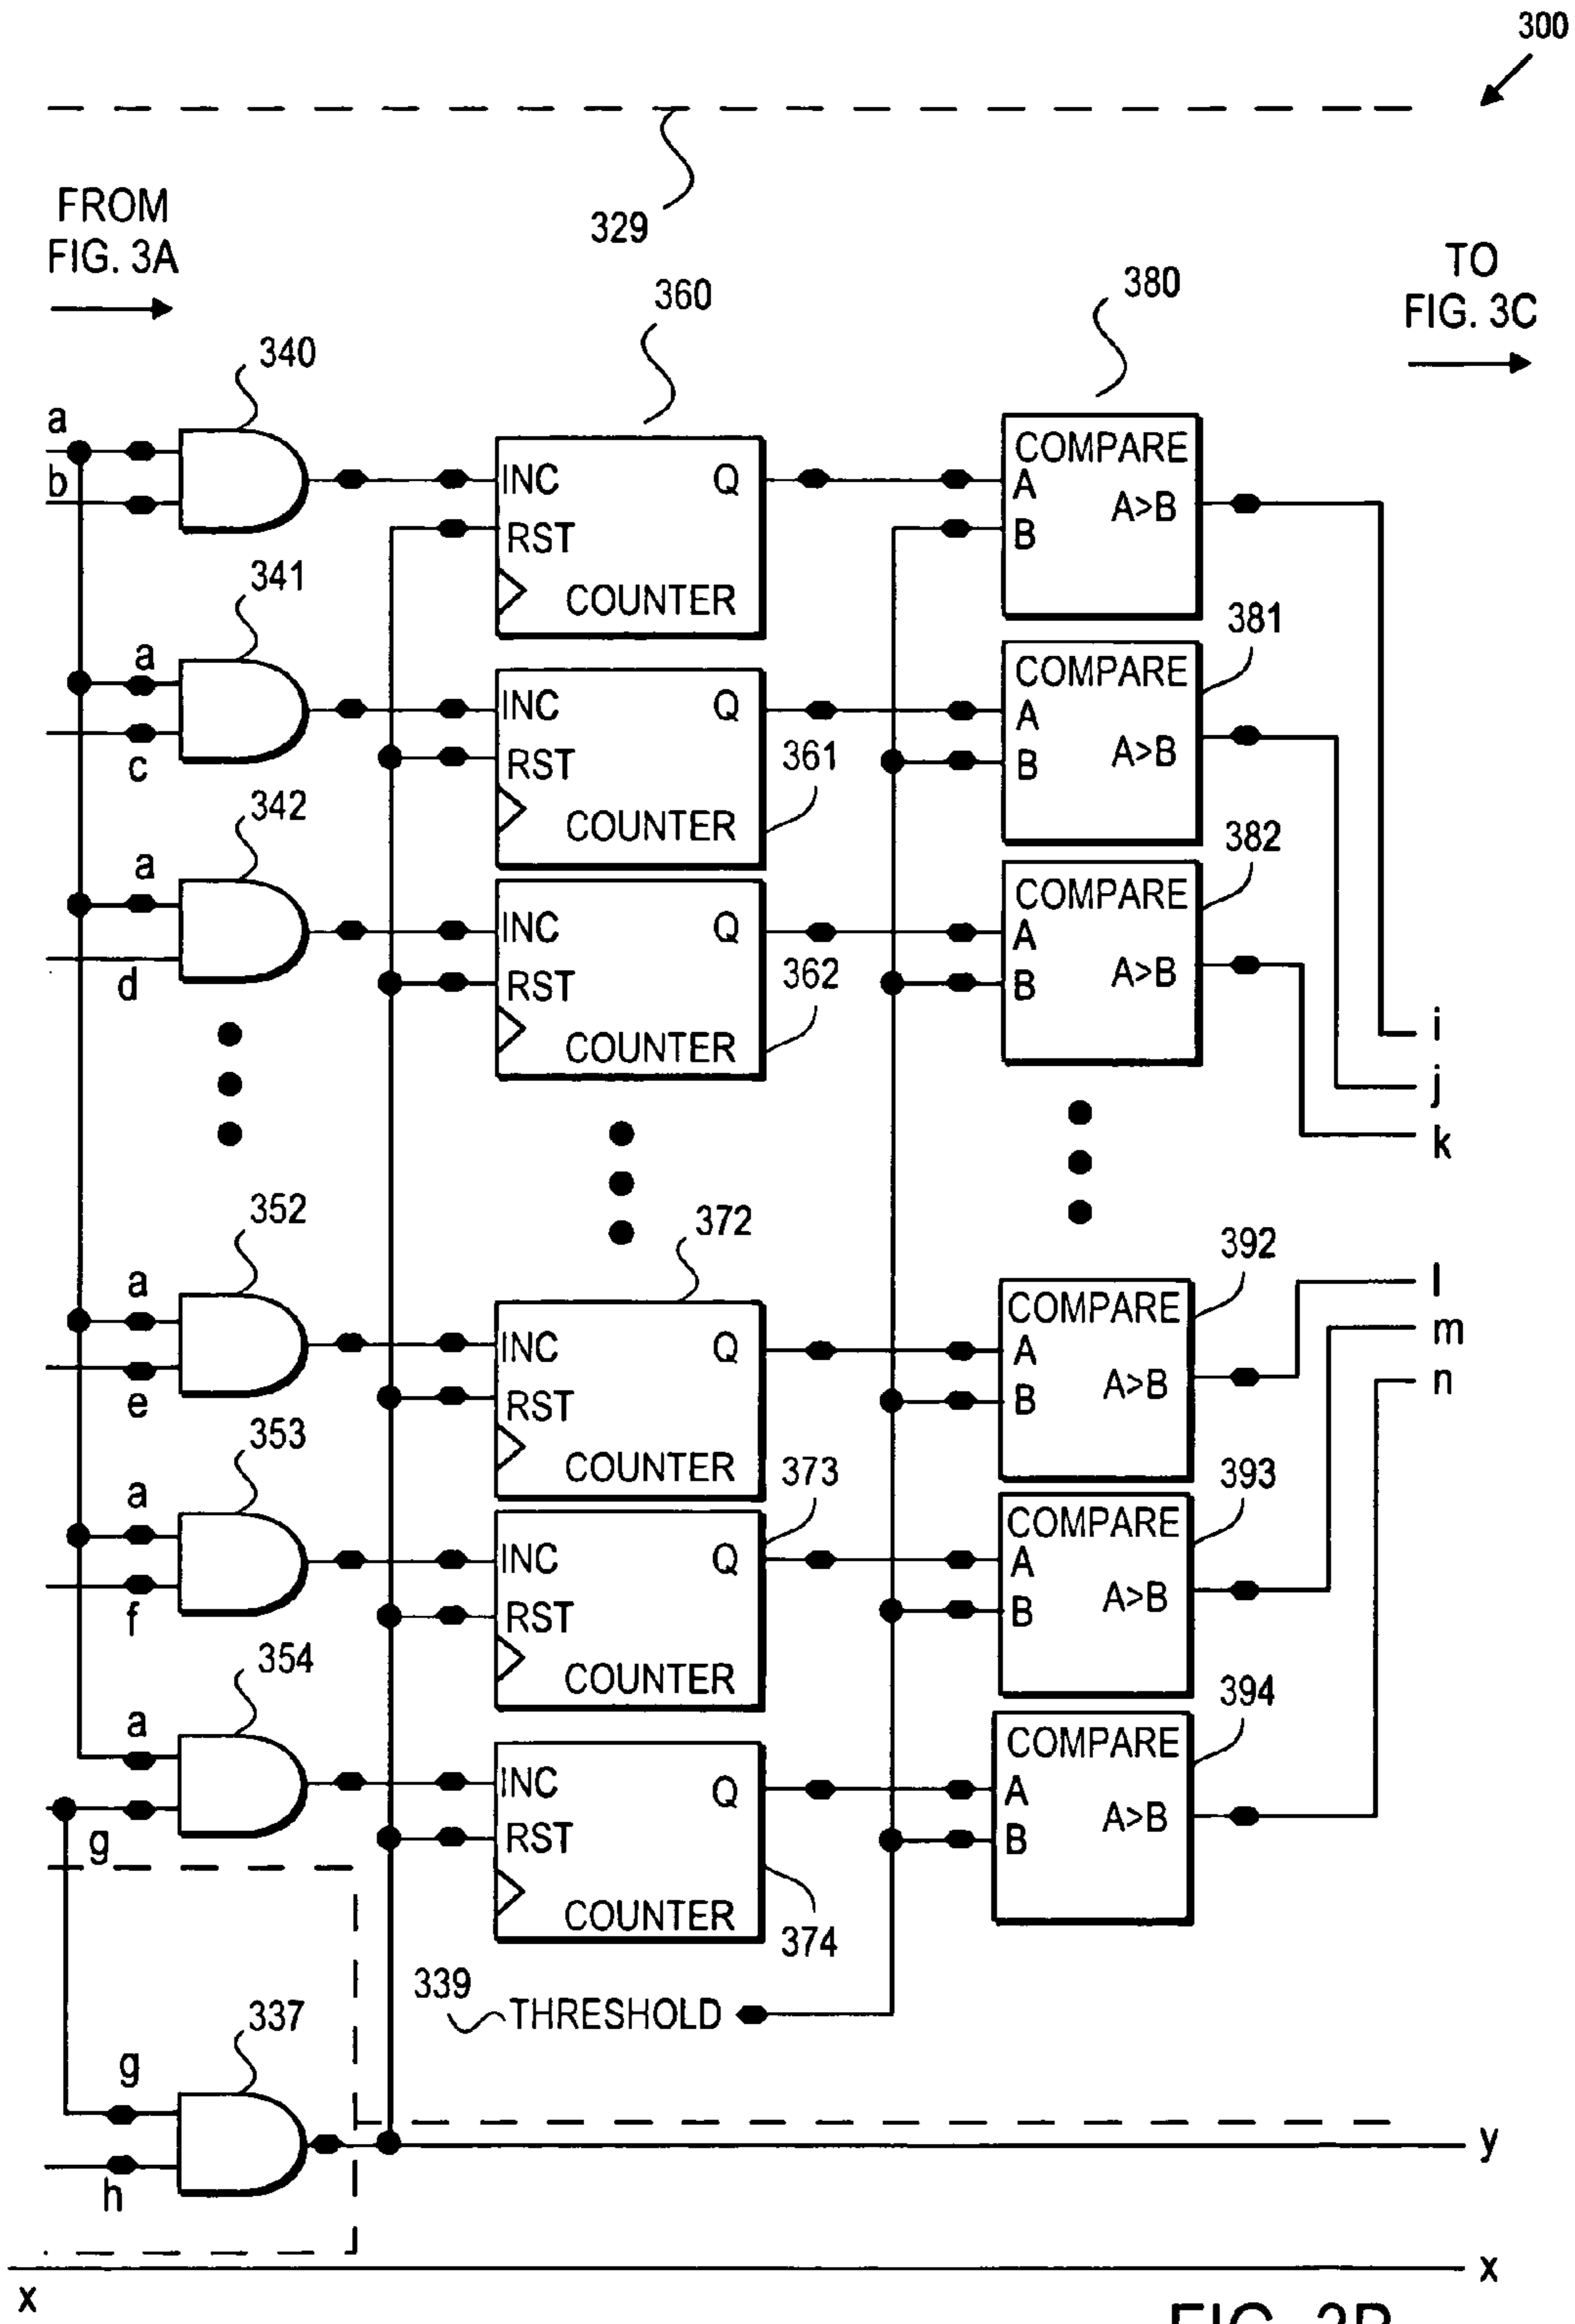 300
329
FROM
FIG. 3A
TO
FIG. 3C
360
380
340
a
b
INC Q
RST
COUNTER
COMPARE
A
A>B
B
341
a
c
INC Q
RST
COUNTER
361
381
COMPARE
A
A>B
B
342
a
d
INC Q
RST
COUNTER
362
382
COMPARE
A
A>B
B
i
j
k
352
a
e
372
INC Q
RST
COUNTER
392
COMPARE
A
A>B
B
l
m
n
353
a
f
373
INC Q
RST
COUNTER
393
COMPARE
A
A>B
B
354
a
g
INC Q
RST
COUNTER
374
394
COMPARE
A
A>B
B
339
THRESHOLD
337
g
h
y
x
x
FIG. 3B